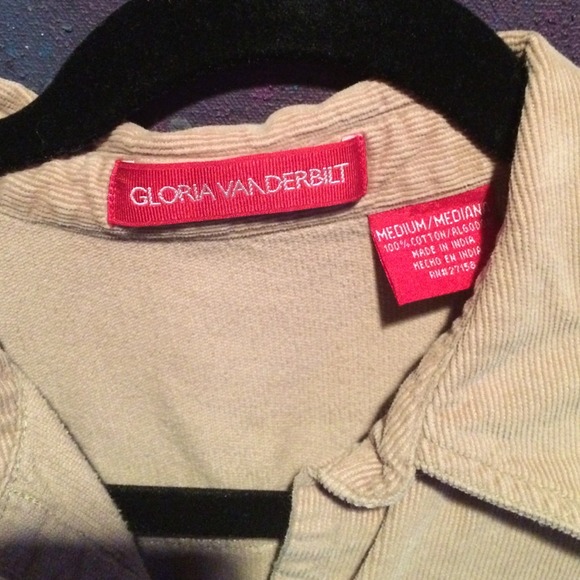 GLORIA VANDERBILT
MEDIUM/MEDIAN
100% COTTON/ALGOD
MADE IN INDIA
HECHO EN INDIA
RN#27158